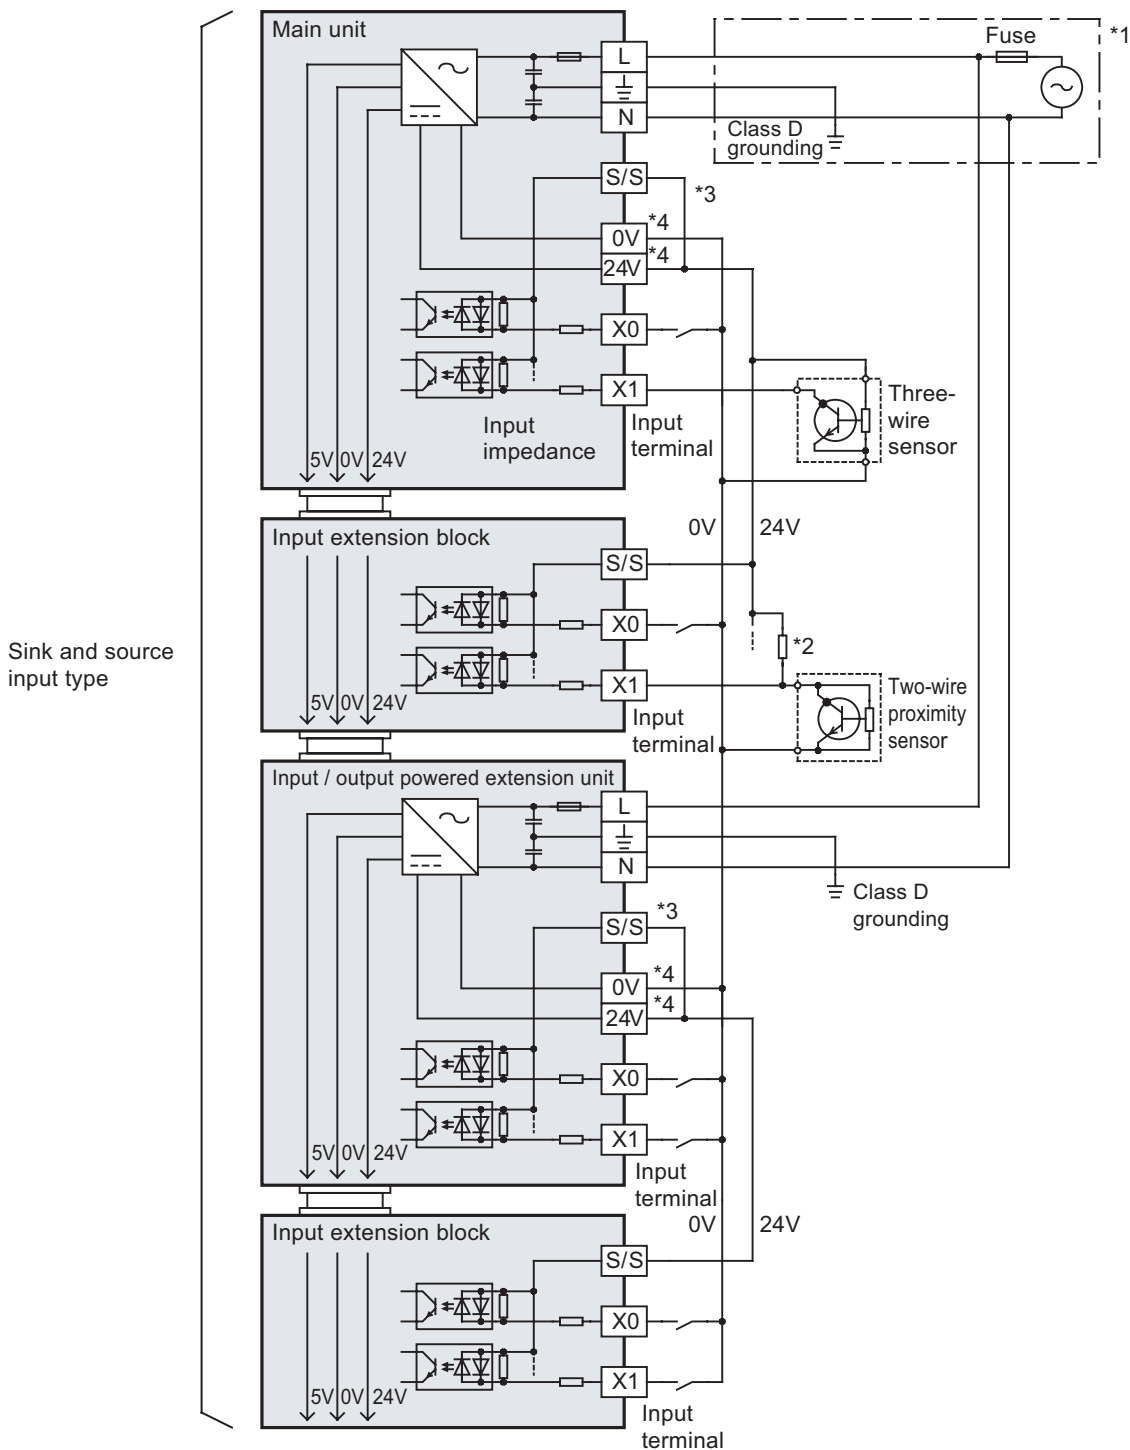 Main unit
Fuse
*1
L
N
Class D
grounding
S/S
*3
*4
0V
*4
24V
X0
X1
Three-
wire
sensor
Input
impedance
Input
terminal
5V 0V 24V
0V
24V
Input extension block
S/S
X0
*2
X1
Two-wire
proximity
sensor
5V 0V 24V
Input
terminal
Sink and source
input type
Input / output powered extension unit
L
N
Class D
grounding
*3
S/S
*4
0V
*4
24V
X0
X1
5V 0V 24V
Input
terminal
0V
24V
Input extension block
S/S
X0
X1
5V 0V 24V
Input
terminal